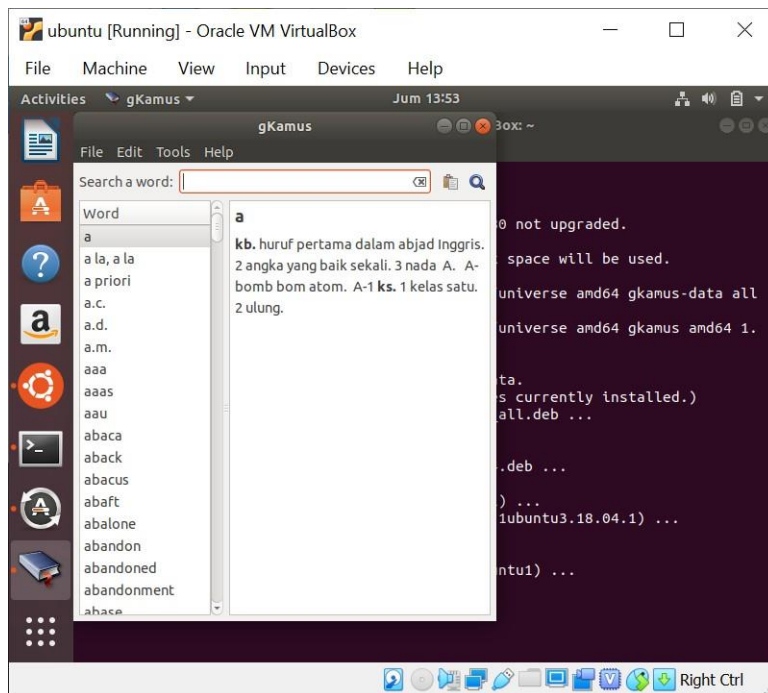 ubuntu [Running] - Oracle VM VirtualBox
File Machine View Input Devices Help
Activities gKamus Jum 13:53
gKamus
Box: ~
File Edit Tools Help
Search a word:
Word
a
a la, a la
a priori
a.c.
a.d.
a.m.
aaa
aaas
aau
abaca
aback
abacus
abaft
abalone
abandon
abandoned
abandonment
abase
a
kb. huruf pertama dalam abjad Inggris.
2 angka yang baik sekali. 3 nada A. A-
bomb bom atom. A-1 ks. 1 kelas satu.
2 ulung.
0 not upgraded.
space will be used.
universe amd64 gkamus-data all
universe amd64 gkamus amd64 1.
ta.
s currently installed.)
all.deb ...
.deb ...
) ...
1ubuntu3.18.04.1) ...
ntu1) ...
Right Ctrl